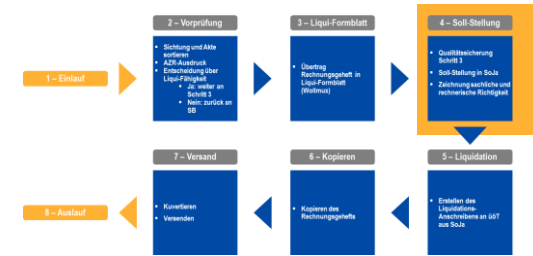 2 – Vorprüfung
3 – Liqui-Formblatt
4 – Soll-Stellung
1 – Einlauf
Sichtung und Akte
sortieren
AZR-Ausdruck
Entscheidung über
Liqui-Fähigkeit
Ja: weiter an
Schritt 3
Nein: zurück an
SB
Übertrag
Rechnungsgeheft in
Liqui-Formblatt
(Wollmux)
Qualitätssicherung
Schritt 3
Soll-Stellung in SoJa
Zeichnung sachliche und
rechnerische Richtigkeit
7 – Versand
6 – Kopieren
5 – Liquidation
8 – Auslauf
Kuvertieren
Versenden
Kopieren des
Rechnungsgehefts
Erstellen des
Liquidations-
Anschreibens an üöT
aus SoJa